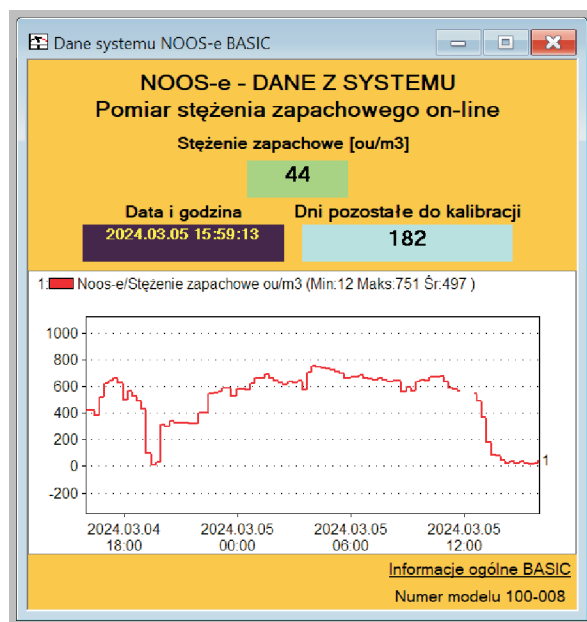 Dane systemu NOOS-e BASIC
NOOS-e - DANE Z SYSTEMU
Pomiar stężenia zapachowego on-line
Stężenie zapachowe [ou/m3]
44
Data i godzina
Dni pozostałe do kalibracji
2024.03.05 15:59:13
182
1: Noos-e/Stężenie zapachowe ou/m3 (Min:12 Maks:751 Śr:497 )
1000
800
600
400
200
0
-200
1
2024.03.04 2024.03.05 2024.03.05 2024.03.05
18:00 00:00 06:00 12:00
Informacje ogólne BASIC
Numer modelu 100-008